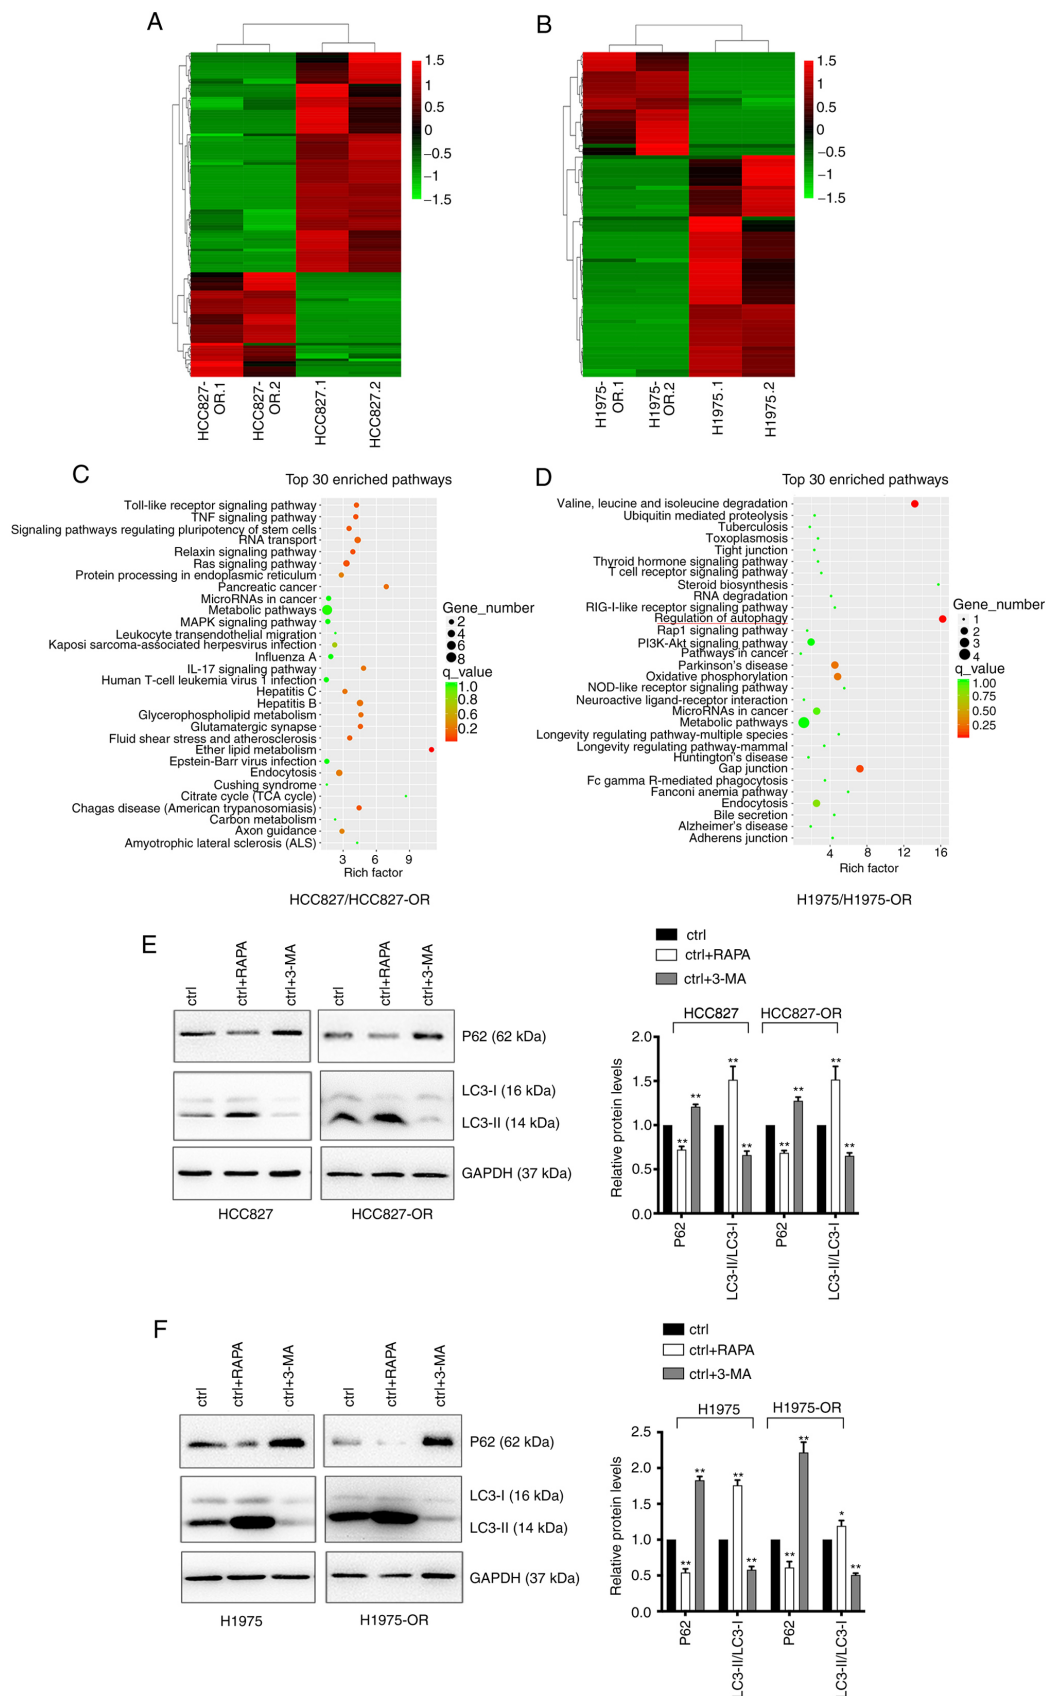 A
1.5
1
0.5
0
−0.5
−1
−1.5
HCC827-OR.1
HCC827-OR.2
HCC827.1
HCC827.2
B
1.5
1
0.5
0
−0.5
−1
−1.5
H1975-OR.1
H1975-OR.2
H1975.1
H1975.2
C
Top 30 enriched pathways
Toll-like receptor signaling pathway
TNF signaling pathway
Signaling pathways regulating pluripotency of stem cells
RNA transport
Relaxin signaling pathway
Ras signaling pathway
Protein processing in endoplasmic reticulum
Pancreatic cancer
MicroRNAs in cancer
Metabolic pathways
MAPK signaling pathway
Leukocyte transendothelial migration
Kaposi sarcoma-associated herpesvirus infection
Influenza A
IL-17 signaling pathway
Human T-cell leukemia virus 1 infection
Hepatitis C
Hepatitis B
Glycerophospholipid metabolism
Glutamatergic synapse
Fluid shear stress and atherosclerosis
Ether lipid metabolism
Epstein-Barr virus infection
Endocytosis
Cushing syndrome
Citrate cycle (TCA cycle)
Chagas disease (American trypanosomiasis)
Carbon metabolism
Axon guidance
Amyotrophic lateral sclerosis (ALS)
3 6 9
Rich factor
Gene_number
2
4
6
8
q_value
1.0
0.8
0.6
0.4
0.2
HCC827/HCC827-OR
D
Top 30 enriched pathways
Valine, leucine and isoleucine degradation
Ubiquitin mediated proteolysis
Tuberculosis
Toxoplasmosis
Tight junction
Thyroid hormone signaling pathway
T cell receptor signaling pathway
Steroid biosynthesis
RNA degradation
RIG-I-like receptor signaling pathway
Regulation of autophagy
Rap1 signaling pathway
PI3K-Akt signaling pathway
Pathways in cancer
Parkinson's disease
Oxidative phosphorylation
NOD-like receptor signaling pathway
Neuroactive ligand-receptor interaction
MicroRNAs in cancer
Metabolic pathways
Longevity regulating pathway-multiple species
Longevity regulating pathway-mammal
Huntington's disease
Gap junction
Fc gamma R-mediated phagocytosis
Fanconi anemia pathway
Endocytosis
Bile secretion
Alzheimer's disease
Adherens junction
4 8 12 16
Rich factor
Gene_number
1
2
3
4
q_value
1.00
0.75
0.50
0.25
H1975/H1975-OR
E
ctrl
ctrl+RAPA
ctrl+3-MA
ctrl
ctrl+RAPA
ctrl+3-MA
P62 (62 kDa)
LC3-I (16 kDa)
LC3-II (14 kDa)
GAPDH (37 kDa)
HCC827
HCC827-OR
ctrl
ctrl+RAPA
ctrl+3-MA
HCC827
HCC827-OR
Relative protein levels
2.0
1.5
1.0
0.5
0.0
** ** ** ** ** ** ** **
P62
LC3-II/LC3-I
P62
LC3-II/LC3-I
F
ctrl
ctrl+RAPA
ctrl+3-MA
ctrl
ctrl+RAPA
ctrl+3-MA
P62 (62 kDa)
LC3-I (16 kDa)
LC3-II (14 kDa)
GAPDH (37 kDa)
H1975
H1975-OR
ctrl
ctrl+RAPA
ctrl+3-MA
H1975
H1975-OR
Relative protein levels
2.5
2.0
1.5
1.0
0.5
0.0
** ** ** ** ** ** * **
P62
LC3-II/LC3-I
P62
LC3-II/LC3-I